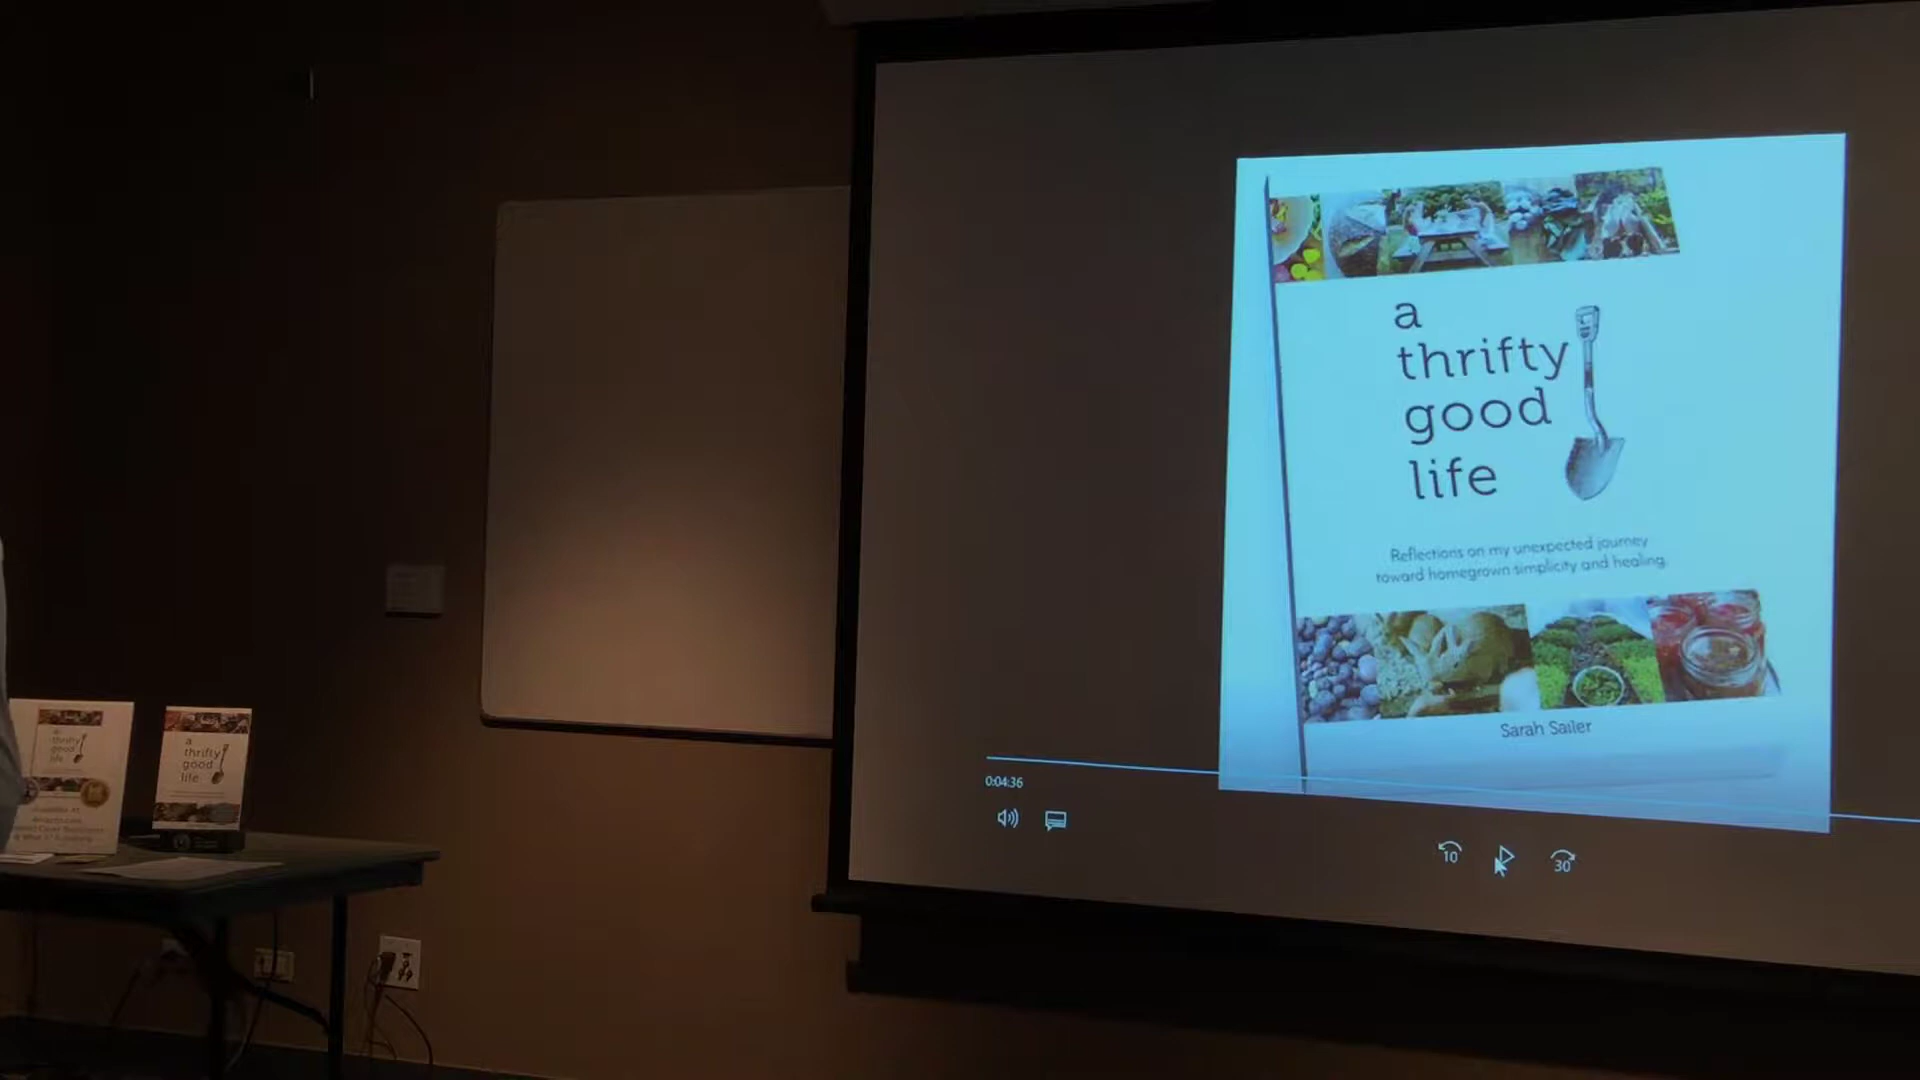 a
thrifty
good
life
Reflections on my unexpected journey
toward homegrown simplicity and healing.
Sarah Sailer
0:04:36
10
30
a
thrifty
good
life
a
thrifty
good
life